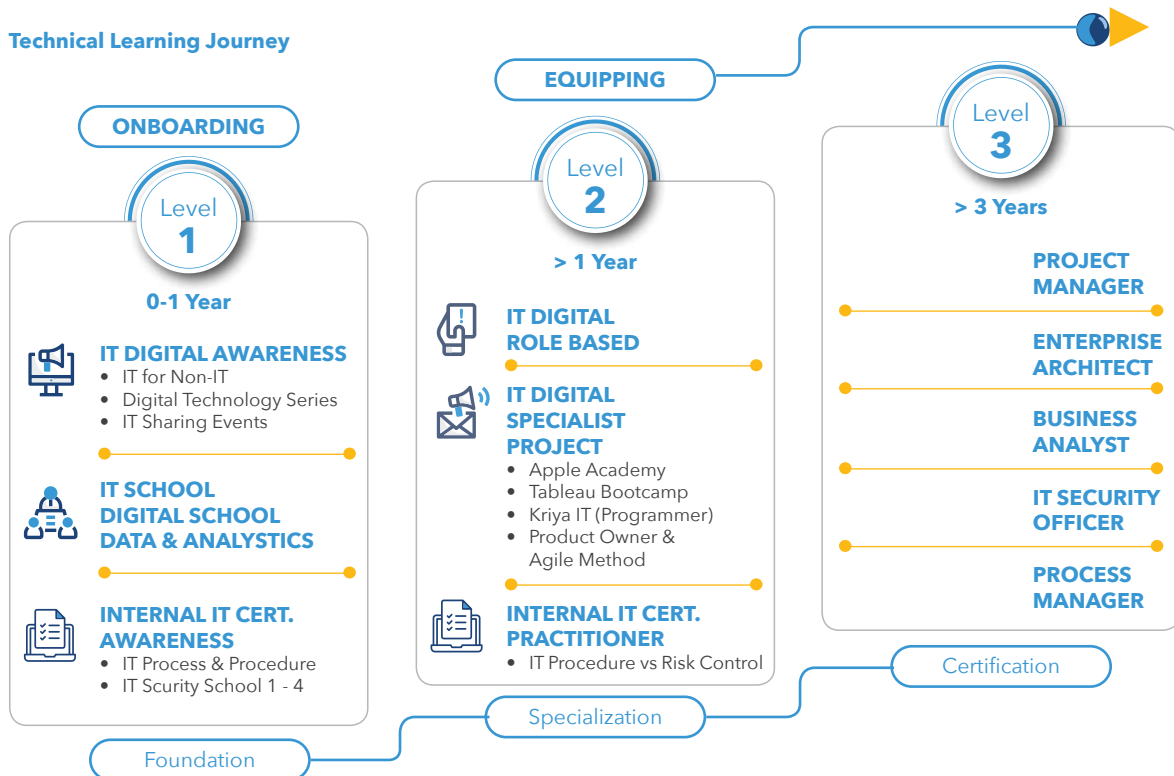 Technical Learning Journey
ONBOARDING
Level
1
0-1 Year
IT DIGITAL AWARENESS
• IT for Non-IT
• Digital Technology Series
• IT Sharing Events
IT SCHOOL
DIGITAL SCHOOL
DATA & ANALYSTICS
INTERNAL IT CERT.
AWARENESS
• IT Process & Procedure
• IT Scurity School 1 - 4
Foundation
EQUIPPING
Level
2
> 1 Year
IT DIGITAL
ROLE BASED
IT DIGITAL
SPECIALIST
PROJECT
• Apple Academy
• Tableau Bootcamp
• Kriya IT (Programmer)
• Product Owner &
Agile Method
INTERNAL IT CERT.
PRACTITIONER
• IT Procedure vs Risk Control
Specialization
Level
3
> 3 Years
PROJECT
MANAGER
ENTERPRISE
ARCHITECT
BUSINESS
ANALYST
IT SECURITY
OFFICER
PROCESS
MANAGER
Certification